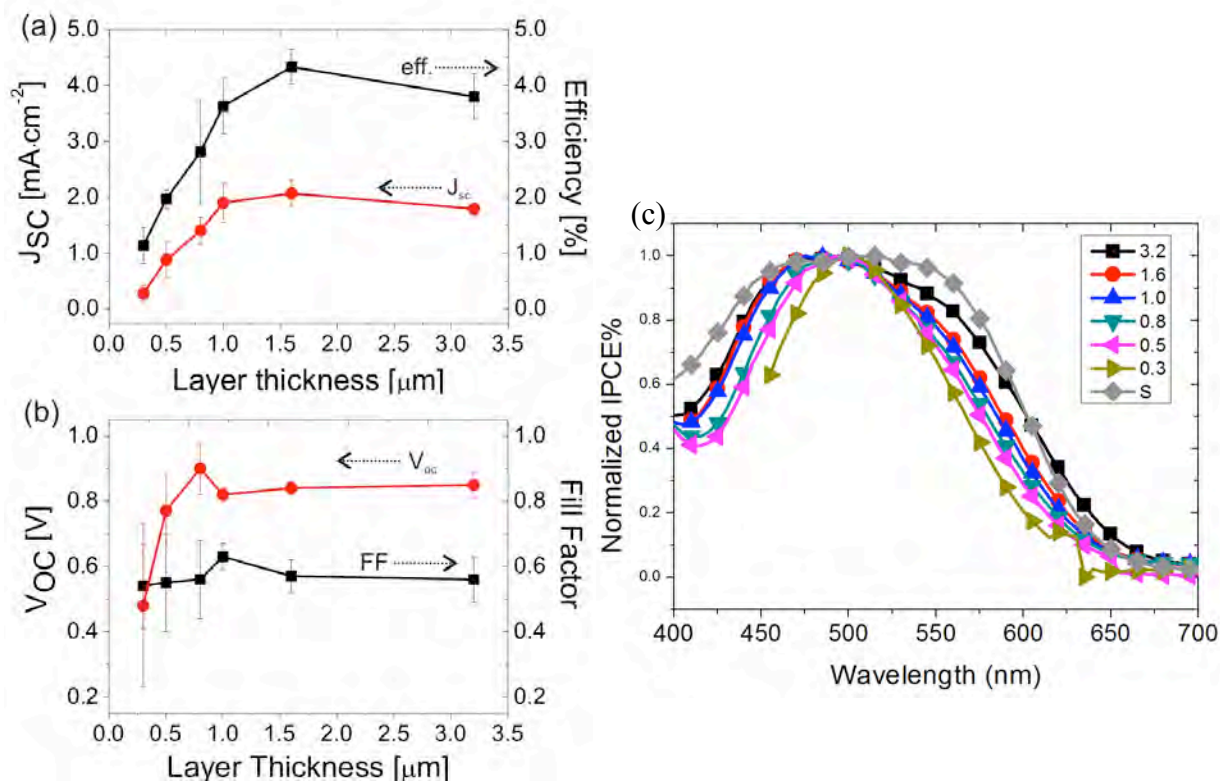 (a)
5.0
4.0
3.0
2.0
1.0
0.0
J_SC [mA·cm⁻²]
eff.
J_sc
5.0
4.0
3.0
2.0
1.0
0.0
Efficiency [%]
0.0 0.5 1.0 1.5 2.0 2.5 3.0 3.5
Layer thickness [μm]
(b)
1.0
0.8
0.6
0.4
0.2
V_OC [V]
V_oc
FF
1.0
0.8
0.6
0.4
0.2
Fill Factor
0.0 0.5 1.0 1.5 2.0 2.5 3.0 3.5
Layer Thickness [μm]
(c)
1.0
0.8
0.6
0.4
0.2
0.0
Normalized IPCE%
3.2
1.6
1.0
0.8
0.5
0.3
S
400 450 500 550 600 650 700
Wavelength (nm)